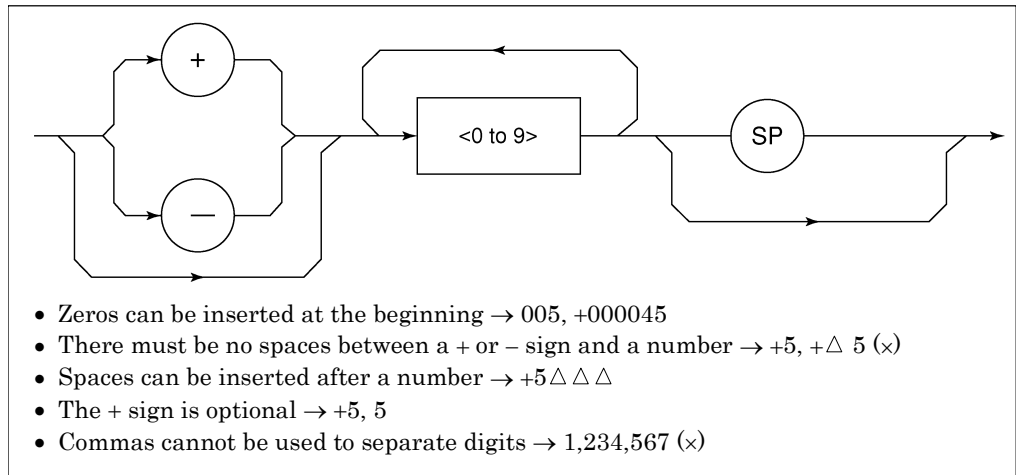 +
<0 to 9>
SP
−
• Zeros can be inserted at the beginning → 005, +000045
• There must be no spaces between a + or – sign and a number → +5, +△ 5 (×)
• Spaces can be inserted after a number → +5△△△
• The + sign is optional → +5, 5
• Commas cannot be used to separate digits → 1,234,567 (×)